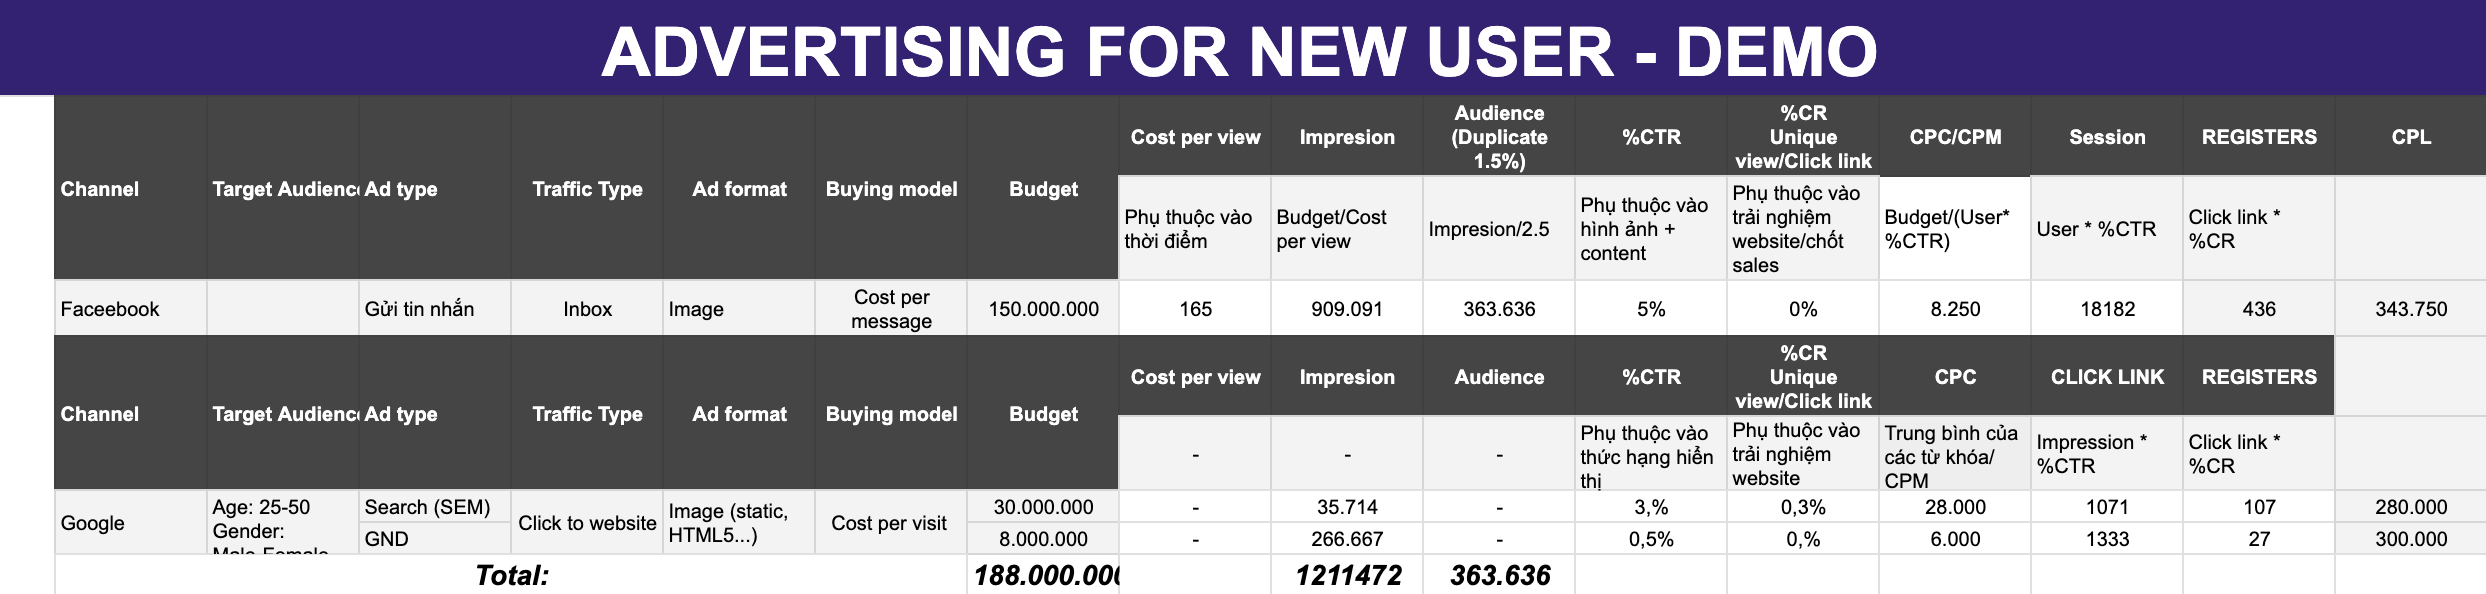 ADVERTISING FOR NEW USER - DEMO
Channel
Target Audienc
Ad type
Traffic Type
Ad format
Buying model
Budget
Cost per view
Impresion
Audience
(Duplicate
1.5%)
%CTR
%CR
Unique
view/Click link
CPC/CPM
Session
REGISTERS
CPL
Phụ thuộc vào
thời điểm
Budget/Cost
per view
Impresion/2.5
Phụ thuộc vào
hình ảnh +
content
Phụ thuộc vào
trải nghiệm
website/chốt
sales
Budget/(User*
%CTR)
User * %CTR
Click link *
%CR
Faceebook
Gửi tin nhắn
Inbox
Image
Cost per
message
150.000.000
165
909.091
363.636
5%
0%
8.250
18182
436
343.750
Channel
Target Audienc
Ad type
Traffic Type
Ad format
Buying model
Budget
Cost per view
Impresion
Audience
%CTR
%CR
Unique
view/Click link
CPC
CLICK LINK
REGISTERS
-
-
-
Phụ thuộc vào
thức hạng hiển
thị
Phụ thuộc vào
trải nghiệm
website
Trung bình của
các từ khóa/
CPM
Impression *
%CTR
Click link *
%CR
Google
Age: 25-50
Gender:
Male-Female
Search (SEM)
Click to website
Image (static,
HTML5...)
Cost per visit
30.000.000
-
35.714
-
3,%
0,3%
28.000
1071
107
280.000
GND
8.000.000
-
266.667
-
0,5%
0,%
6.000
1333
27
300.000
Total:
188.000.000
1211472
363.636